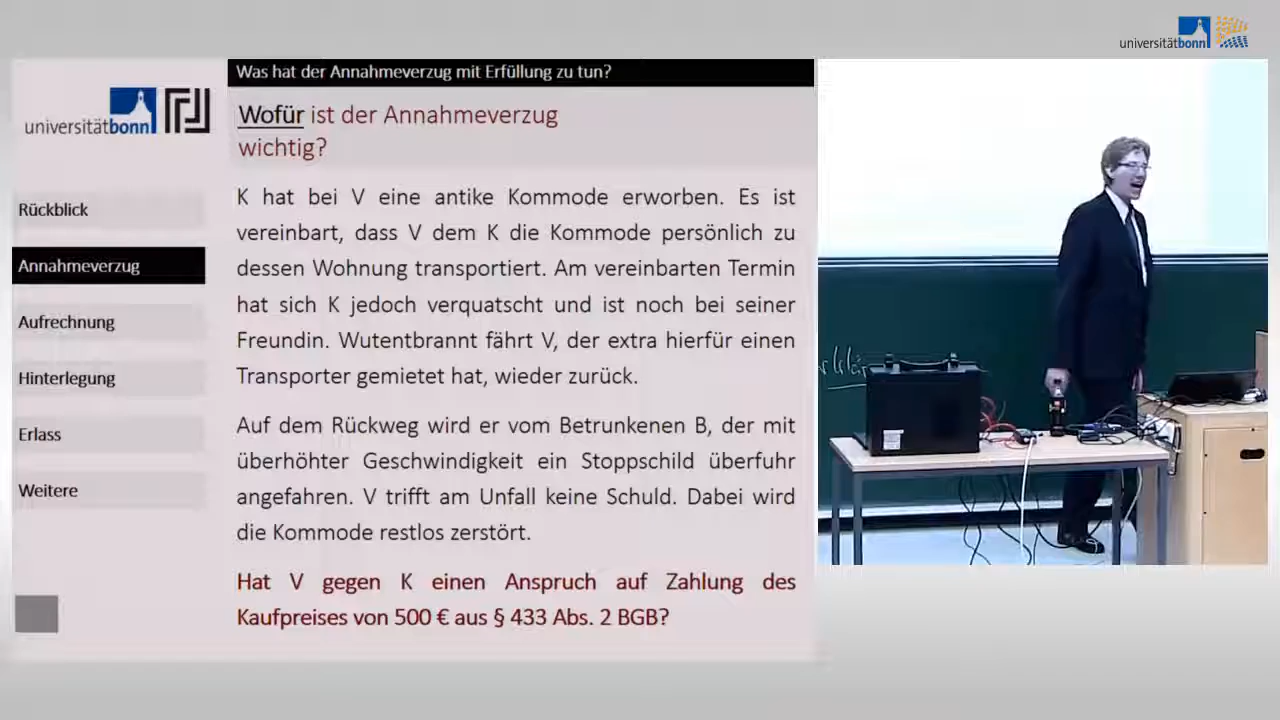 universitätbonn
Was hat der Annahmeverzug mit Erfüllung zu tun?
universitätbonn
Wofür ist der Annahmeverzug
wichtig?
Rückblick
Annahmeverzug
Aufrechnung
Hinterlegung
Erlass
Weitere
K hat bei V eine antike Kommode erworben. Es ist
vereinbart, dass V dem K die Kommode persönlich zu
dessen Wohnung transportiert. Am vereinbarten Termin
hat sich K jedoch verquatscht und ist noch bei seiner
Freundin. Wutentbrannt fährt V, der extra hierfür einen
Transporter gemietet hat, wieder zurück.
Auf dem Rückweg wird er vom Betrunkenen B, der mit
überhöhter Geschwindigkeit ein Stoppschild überfuhr
angefahren. V trifft am Unfall keine Schuld. Dabei wird
die Kommode restlos zerstört.
Hat V gegen K einen Anspruch auf Zahlung des
Kaufpreises von 500 € aus § 433 Abs. 2 BGB?